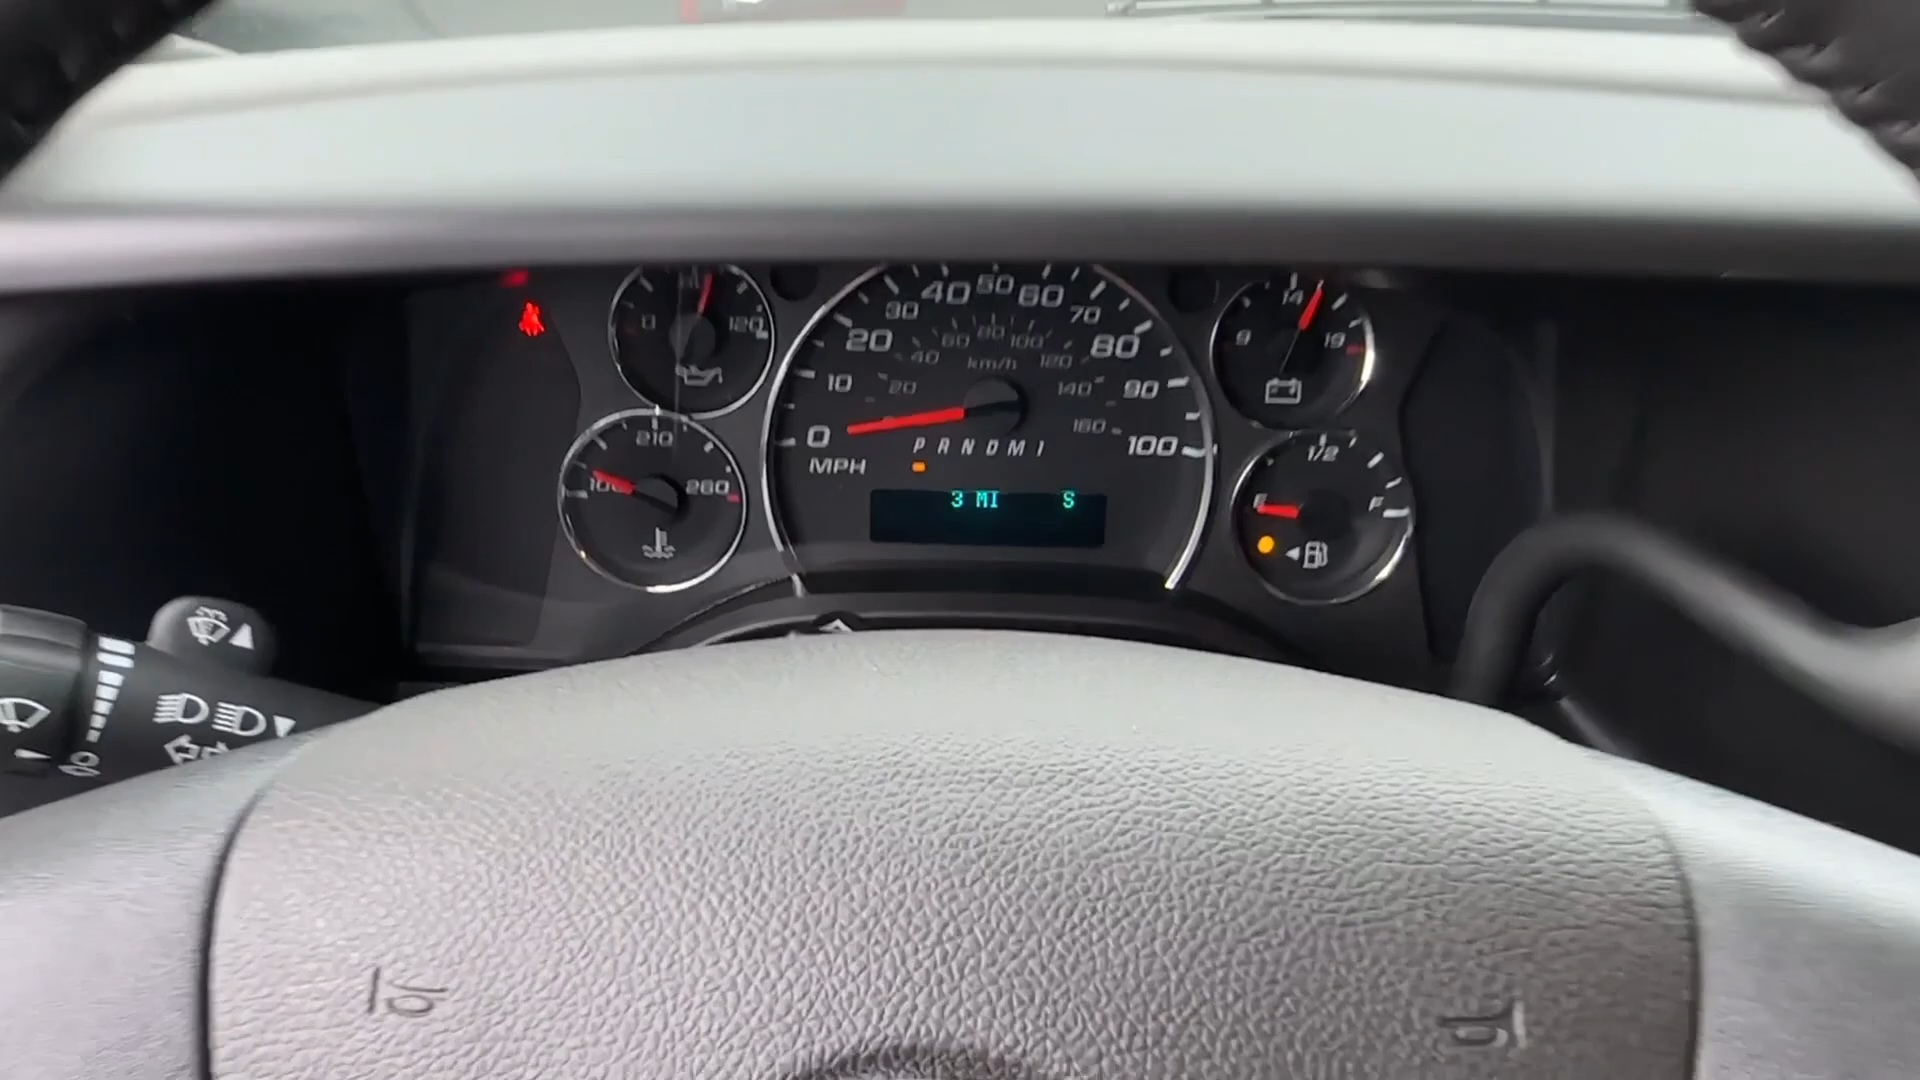 0 120
100 210 260
0 10 20 30 40 50 60 70 80 90 100
20 40 60 80 100 120 140 160
km/h
MPH
P R N D M 1
3 MI S
9 14 19
E 1/2 F